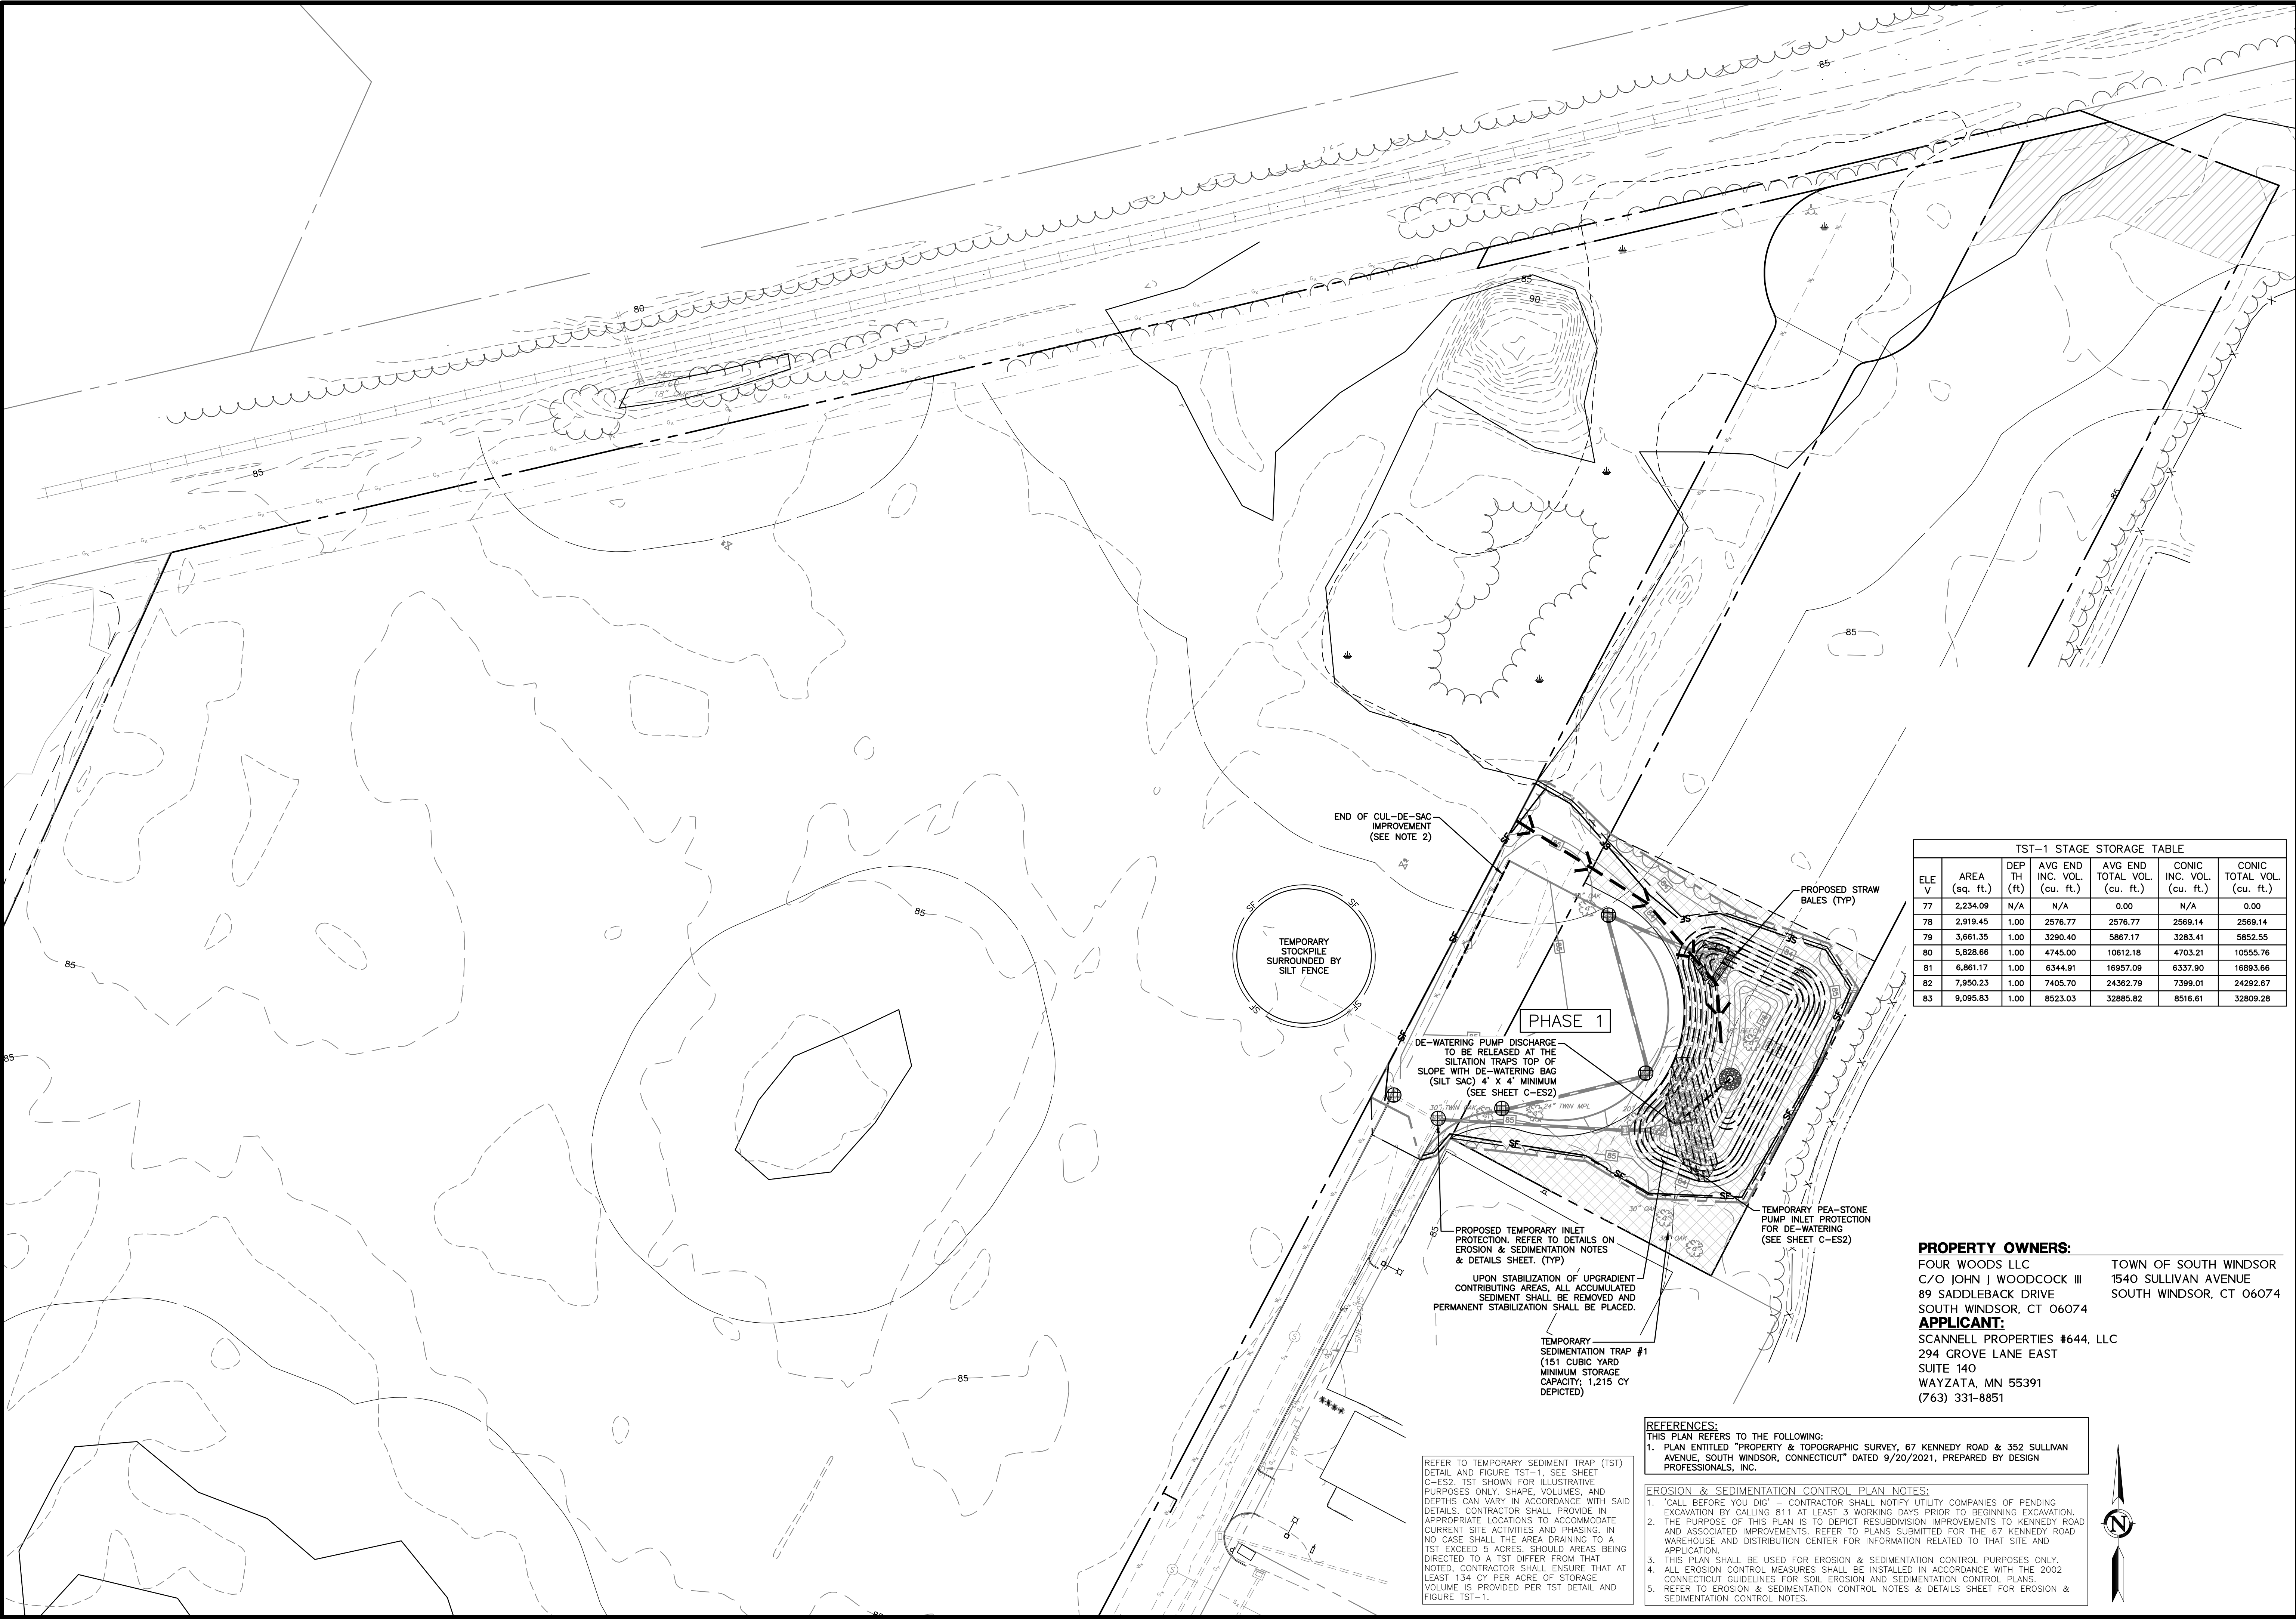 85
80
85
90
85
85
85
85
85
85
85
85
85
END OF CUL-DE-SAC
IMPROVEMENT
(SEE NOTE 2)
TEMPORARY
STOCKPILE
SURROUNDED BY
SILT FENCE
SF
SF
SF
SF
PROPOSED STRAW
BALES (TYP)
PHASE 1
DE-WATERING PUMP DISCHARGE
TO BE RELEASED AT THE
SILTATION TRAPS TOP OF
SLOPE WITH DE-WATERING BAG
(SILT SAC) 4' X 4' MINIMUM
(SEE SHEET C-ES2)
30" TWIN OAK
24" TWIN MPL
30" OAK
TEMPORARY PEA-STONE
PUMP INLET PROTECTION
FOR DE-WATERING
(SEE SHEET C-ES2)
PROPOSED TEMPORARY INLET
PROTECTION. REFER TO DETAILS ON
EROSION & SEDIMENTATION NOTES
& DETAILS SHEET. (TYP)
UPON STABILIZATION OF UPGRADIENT
CONTRIBUTING AREAS, ALL ACCUMULATED
SEDIMENT SHALL BE REMOVED AND
PERMANENT STABILIZATION SHALL BE PLACED.
TEMPORARY
SEDIMENTATION TRAP #1
(151 CUBIC YARD
MINIMUM STORAGE
CAPACITY; 1,215 CY
DEPICTED)
TST-1 STAGE STORAGE TABLE
ELEV AREA (sq. ft.) DEPTH (ft) AVG END INC. VOL. (cu. ft.) AVG END TOTAL VOL. (cu. ft.) CONIC INC. VOL. (cu. ft.) CONIC TOTAL VOL. (cu. ft.)
77 2,234.09 N/A N/A 0.00 N/A 0.00
78 2,919.45 1.00 2576.77 2576.77 2569.14 2569.14
79 3,661.35 1.00 3290.40 5867.17 3283.41 5852.55
80 5,828.66 1.00 4745.00 10612.18 4703.21 10555.76
81 6,861.17 1.00 6344.91 16957.09 6337.90 16893.66
82 7,950.23 1.00 7405.70 24362.79 7399.01 24292.67
83 9,095.83 1.00 8523.03 32885.82 8516.61 32809.28
PROPERTY OWNERS:
FOUR WOODS LLC
C/O JOHN J WOODCOCK III
89 SADDLEBACK DRIVE
SOUTH WINDSOR, CT 06074
TOWN OF SOUTH WINDSOR
1540 SULLIVAN AVENUE
SOUTH WINDSOR, CT 06074
APPLICANT:
SCANNELL PROPERTIES #644, LLC
294 GROVE LANE EAST
SUITE 140
WAYZATA, MN 55391
(763) 331-8851
REFER TO TEMPORARY SEDIMENT TRAP (TST)
DETAIL AND FIGURE TST-1, SEE SHEET
C-ES2. TST SHOWN FOR ILLUSTRATIVE
PURPOSES ONLY. SHAPE, VOLUMES, AND
DEPTHS CAN VARY IN ACCORDANCE WITH SAID
DETAILS. CONTRACTOR SHALL PROVIDE IN
APPROPRIATE LOCATIONS TO ACCOMMODATE
CURRENT SITE ACTIVITIES AND PHASING. IN
NO CASE SHALL THE AREA DRAINING TO A
TST EXCEED 5 ACRES. SHOULD AREAS BEING
DIRECTED TO A TST DIFFER FROM THAT
NOTED, CONTRACTOR SHALL ENSURE THAT AT
LEAST 134 CY PER ACRE OF STORAGE
VOLUME IS PROVIDED PER TST DETAIL AND
FIGURE TST-1.
REFERENCES:
THIS PLAN REFERS TO THE FOLLOWING:
1. PLAN ENTITLED "PROPERTY & TOPOGRAPHIC SURVEY, 67 KENNEDY ROAD & 352 SULLIVAN
AVENUE, SOUTH WINDSOR, CONNECTICUT" DATED 9/20/2021, PREPARED BY DESIGN
PROFESSIONALS, INC.
EROSION & SEDIMENTATION CONTROL PLAN NOTES:
1. 'CALL BEFORE YOU DIG' - CONTRACTOR SHALL NOTIFY UTILITY COMPANIES OF PENDING
EXCAVATION BY CALLING 811 AT LEAST 3 WORKING DAYS PRIOR TO BEGINNING EXCAVATION.
2. THE PURPOSE OF THIS PLAN IS TO DEPICT RESUBDIVISION IMPROVEMENTS TO KENNEDY ROAD
AND ASSOCIATED IMPROVEMENTS. REFER TO PLANS SUBMITTED FOR THE 67 KENNEDY ROAD
WAREHOUSE AND DISTRIBUTION CENTER FOR INFORMATION RELATED TO THAT SITE AND
APPLICATION.
3. THIS PLAN SHALL BE USED FOR EROSION & SEDIMENTATION CONTROL PURPOSES ONLY.
4. ALL EROSION CONTROL MEASURES SHALL BE INSTALLED IN ACCORDANCE WITH THE 2002
CONNECTICUT GUIDELINES FOR SOIL EROSION AND SEDIMENTATION CONTROL PLANS.
5. REFER TO EROSION & SEDIMENTATION CONTROL NOTES & DETAILS SHEET FOR EROSION &
SEDIMENTATION CONTROL NOTES.
N